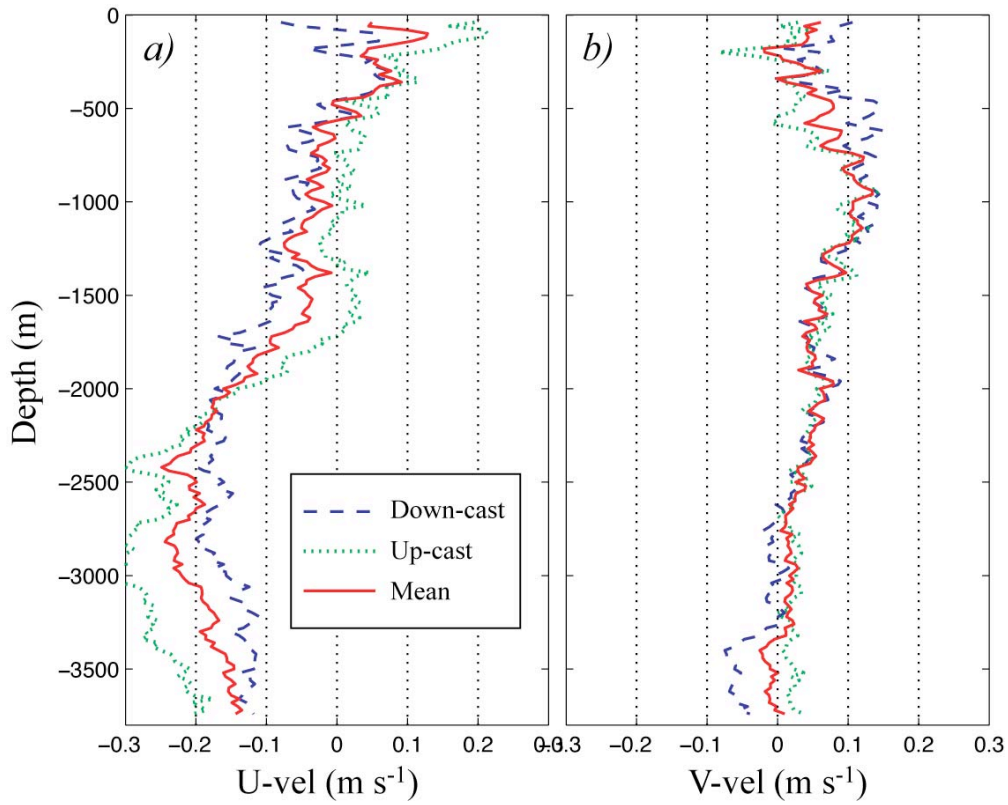 a)
b)
0
−500
−1000
−1500
−2000
−2500
−3000
−3500
Depth (m)
Down-cast
Up-cast
Mean
−0.3 −0.2 −0.1 0 0.1 0.2 0.3
−0.3 −0.2 −0.1 0 0.1 0.2 0.3
U-vel (m s⁻¹)
V-vel (m s⁻¹)